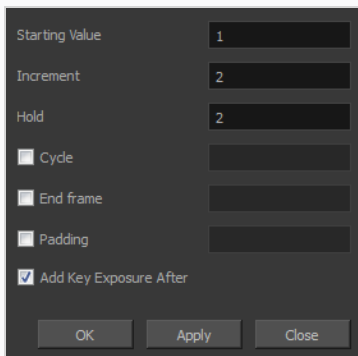 Starting Value 1
Increment 2
Hold 2
Cycle
End frame
Padding
Add Key Exposure After
OK Apply Close